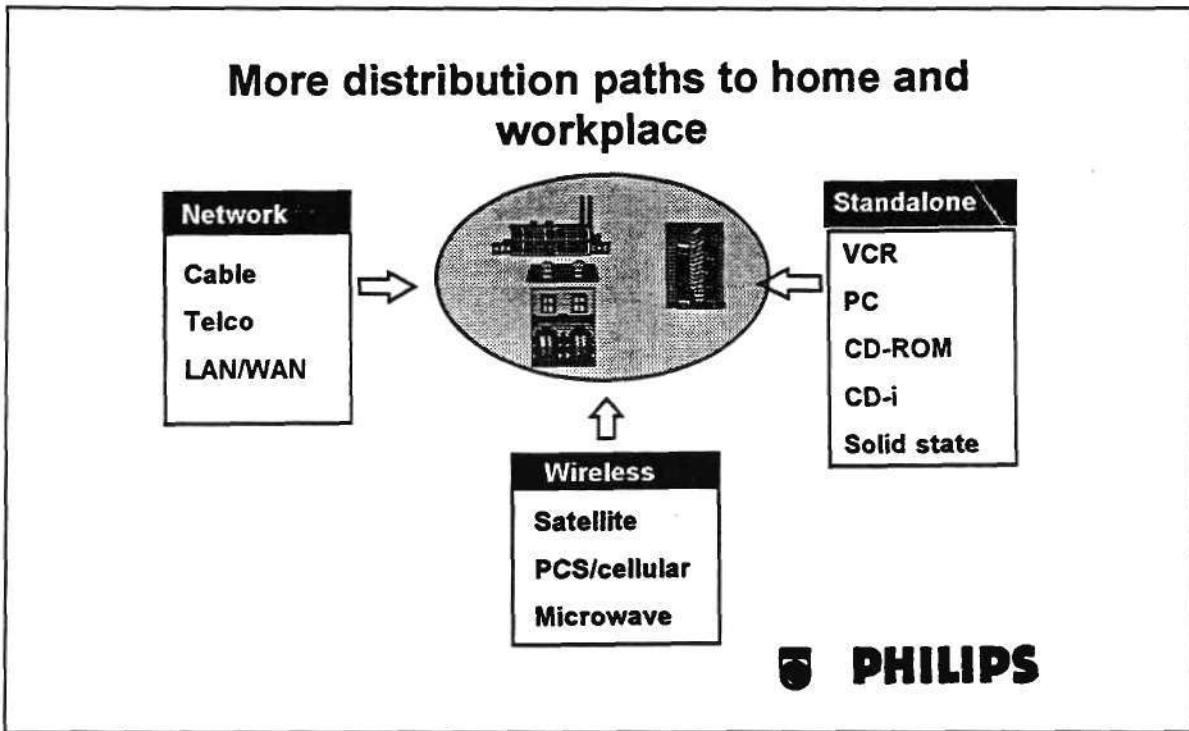 More distribution paths to home and
workplace
Network
Cable
Telco
LAN/WAN
Standalone
VCR
PC
CD-ROM
CD-i
Solid state
Wireless
Satellite
PCS/cellular
Microwave
PHILIPS